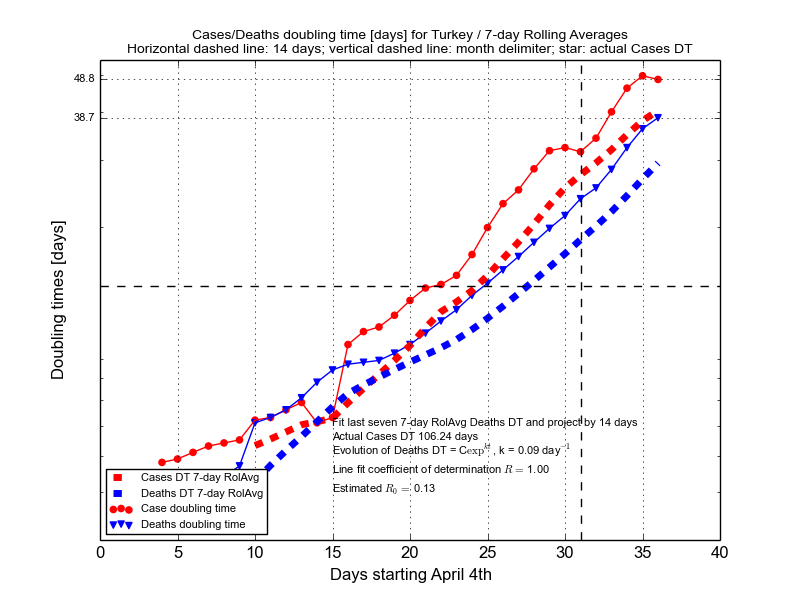 Cases/Deaths doubling time [days] for Turkey / 7-day Rolling Averages
Horizontal dashed line: 14 days; vertical dashed line: month delimiter; star: actual Cases DT
48.8
38.7
Doubling times [days]
Fit last seven 7-day RolAvg Deaths DT and project by 14 days
Actual Cases DT 106.24 days
Evolution of Deaths DT = Cexp^{kt}, k = 0.09 day^{-1}
Line fit coefficient of determination R = 1.00
Estimated R_0 = 0.13
Cases DT 7-day RolAvg
Deaths DT 7-day RolAvg
Case doubling time
Deaths doubling time
0 5 10 15 20 25 30 35 40
Days starting April 4th